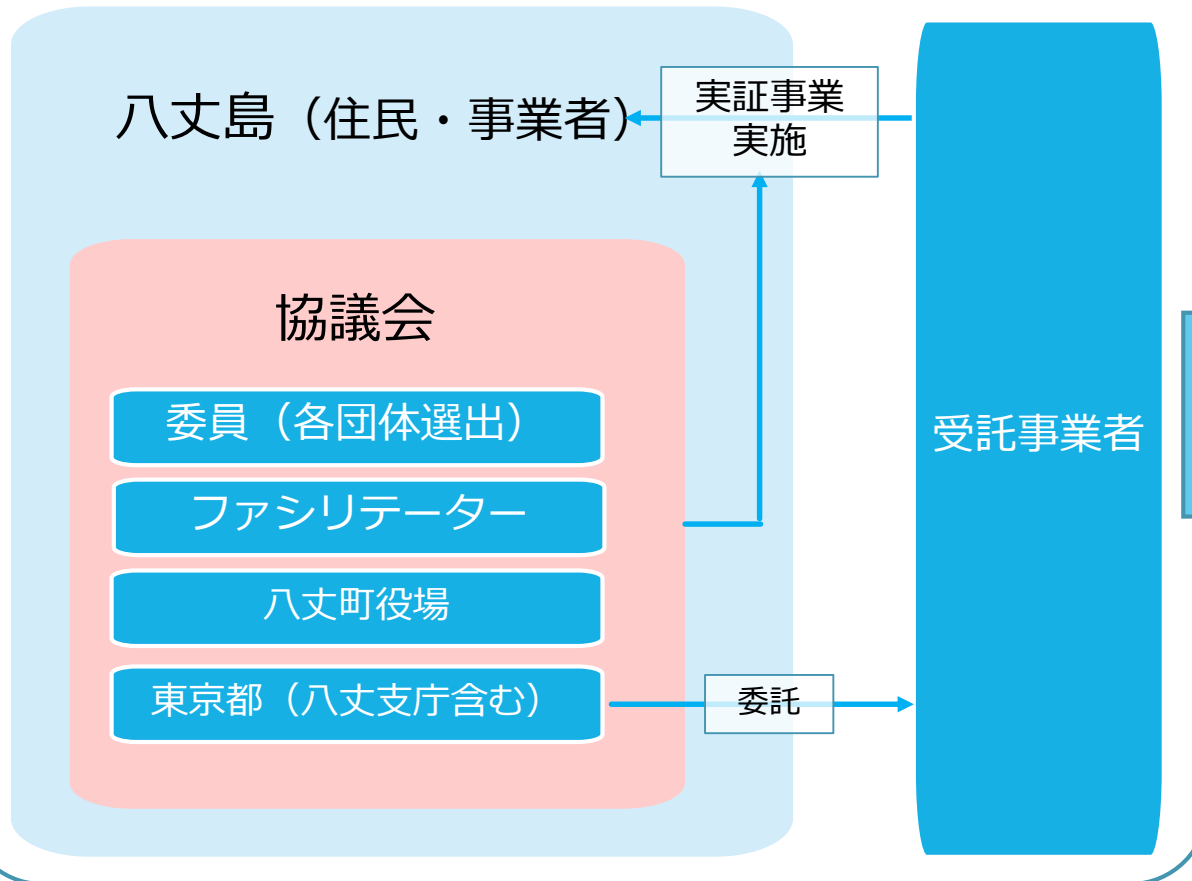 八丈島（住民・事業者）
実証事業
実施
協議会
委員（各団体選出）
ファシリテーター
八丈町役場
東京都（八丈支庁含む）
委託
受託事業者